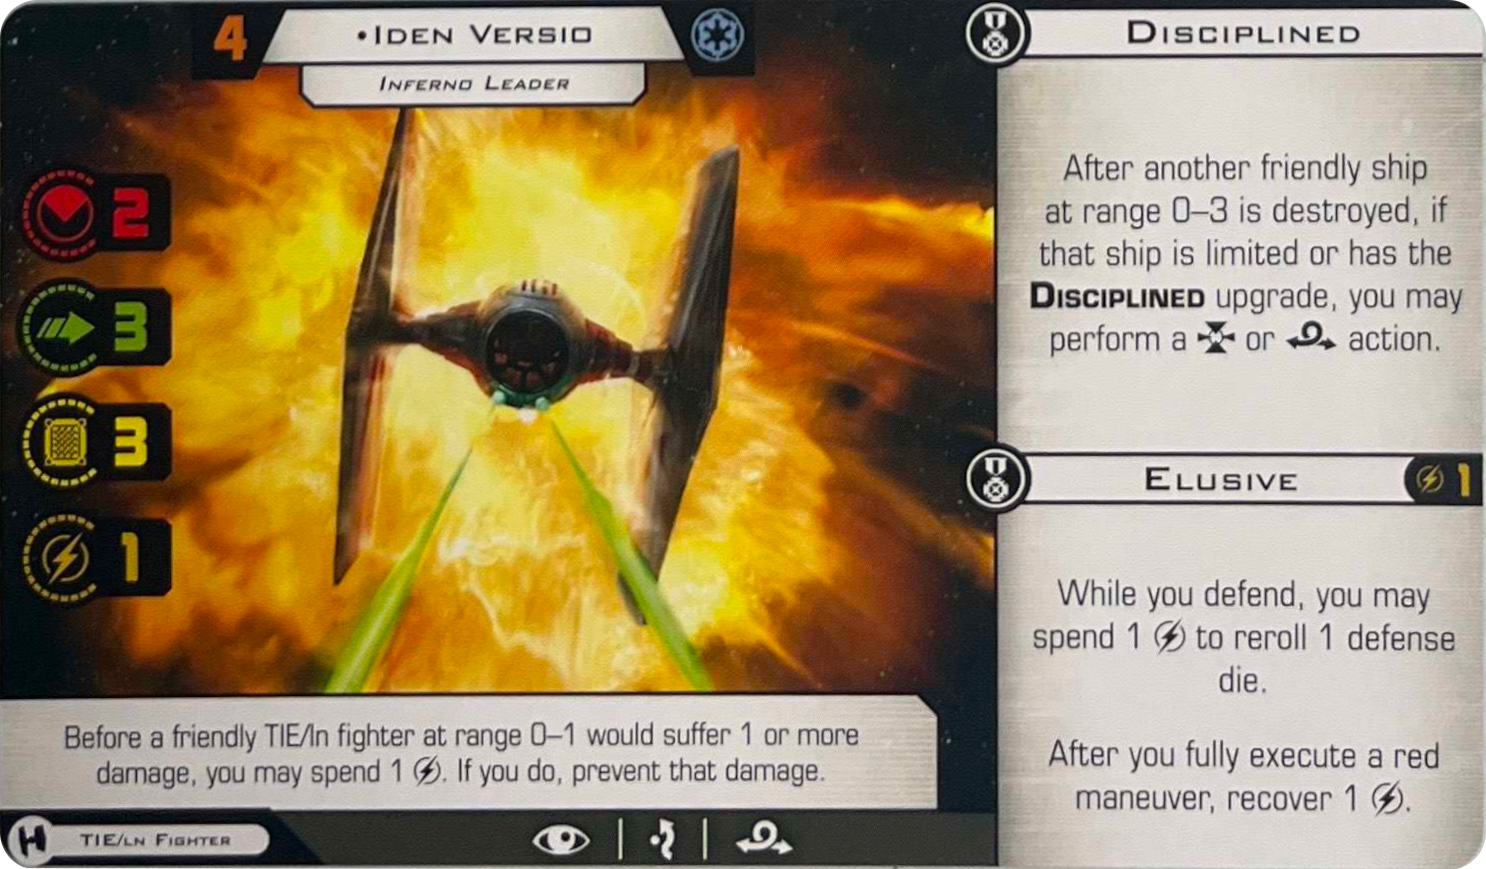 4
•Iden Versio
Inferno Leader
2
3
3
1
Before a friendly TIE/ln fighter at range 0–1 would suffer 1 or more
damage, you may spend 1 . If you do, prevent that damage.
TIE/ln Fighter
Disciplined
After another friendly ship
at range 0–3 is destroyed, if
that ship is limited or has the
Disciplined upgrade, you may
perform a or action.
Elusive
1
While you defend, you may
spend 1 to reroll 1 defense
die.
After you fully execute a red
maneuver, recover 1 .